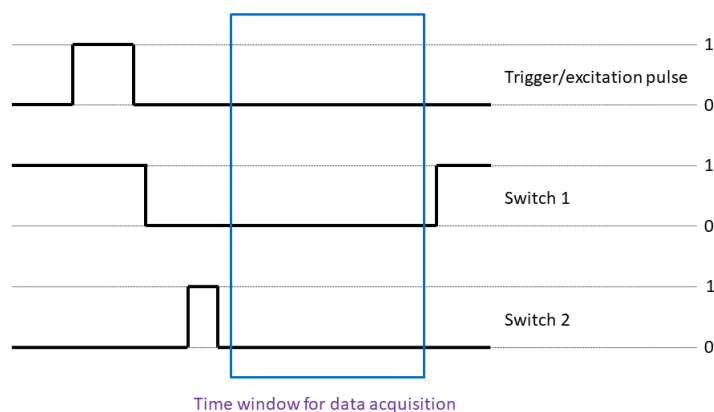 1
Trigger/excitation pulse
0
1
Switch 1
0
1
Switch 2
0
Time window for data acquisition